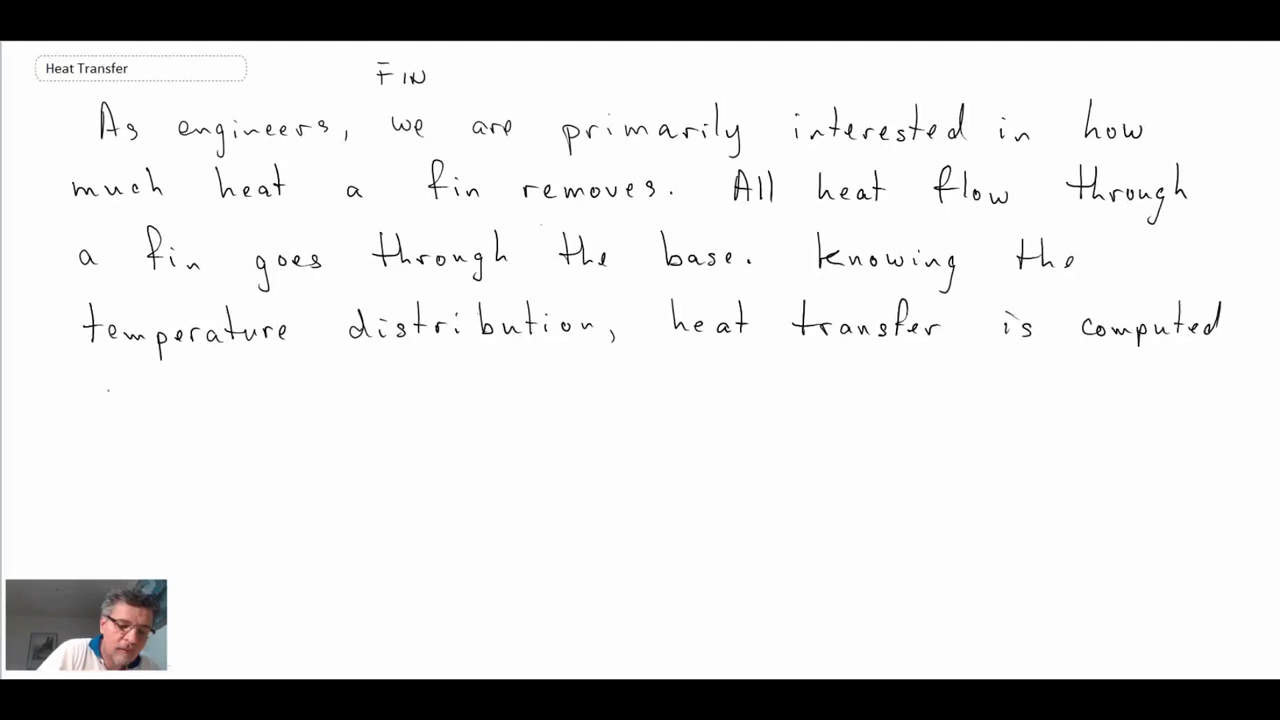 Heat Transfer
FIN
As engineers, we are primarily interested in how
much heat a fin removes. All heat flow through
a fin goes through the base. Knowing the
temperature distribution, heat transfer is computed